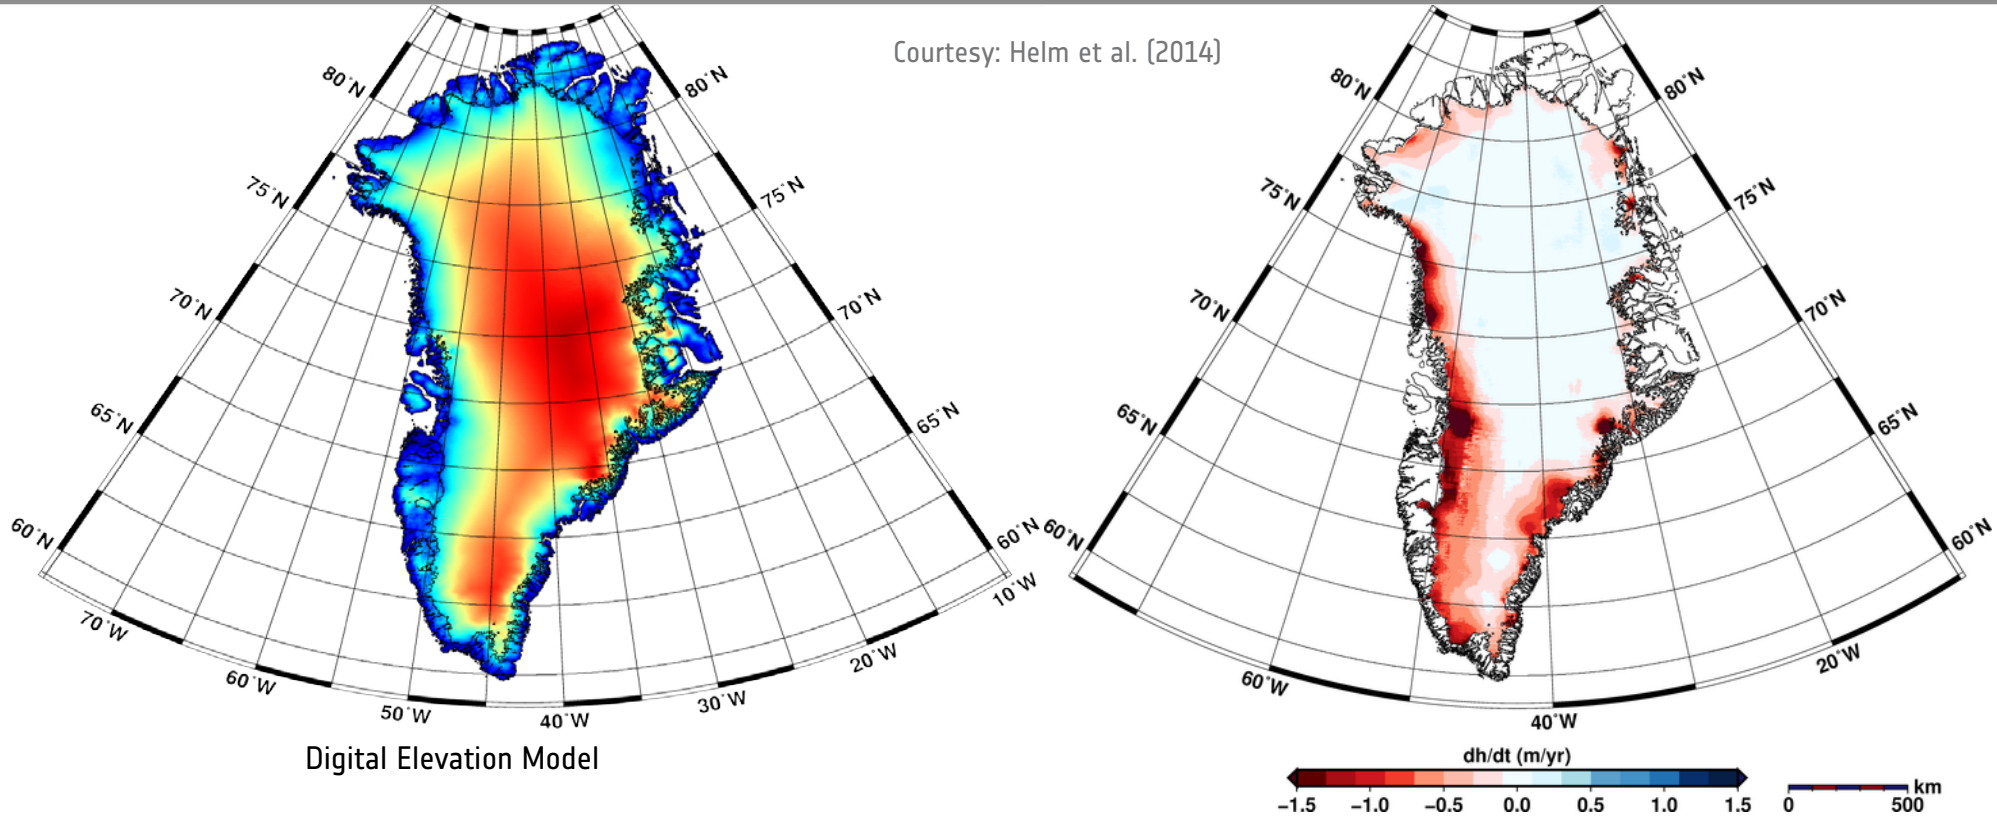 Courtesy: Helm et al. (2014)
80°N
80°N
75°N
75°N
70°N
70°N
65°N
65°N
60°N
60°N
70°W
60°W
50°W
40°W
30°W
20°W
10°W
Digital Elevation Model
80°N
80°N
75°N
75°N
70°N
70°N
65°N
65°N
60°N
60°N
60°W
40°W
20°W
dh/dt (m/yr)
−1.5 −1.0 −0.5 0.0 0.5 1.0 1.5
km
0 500